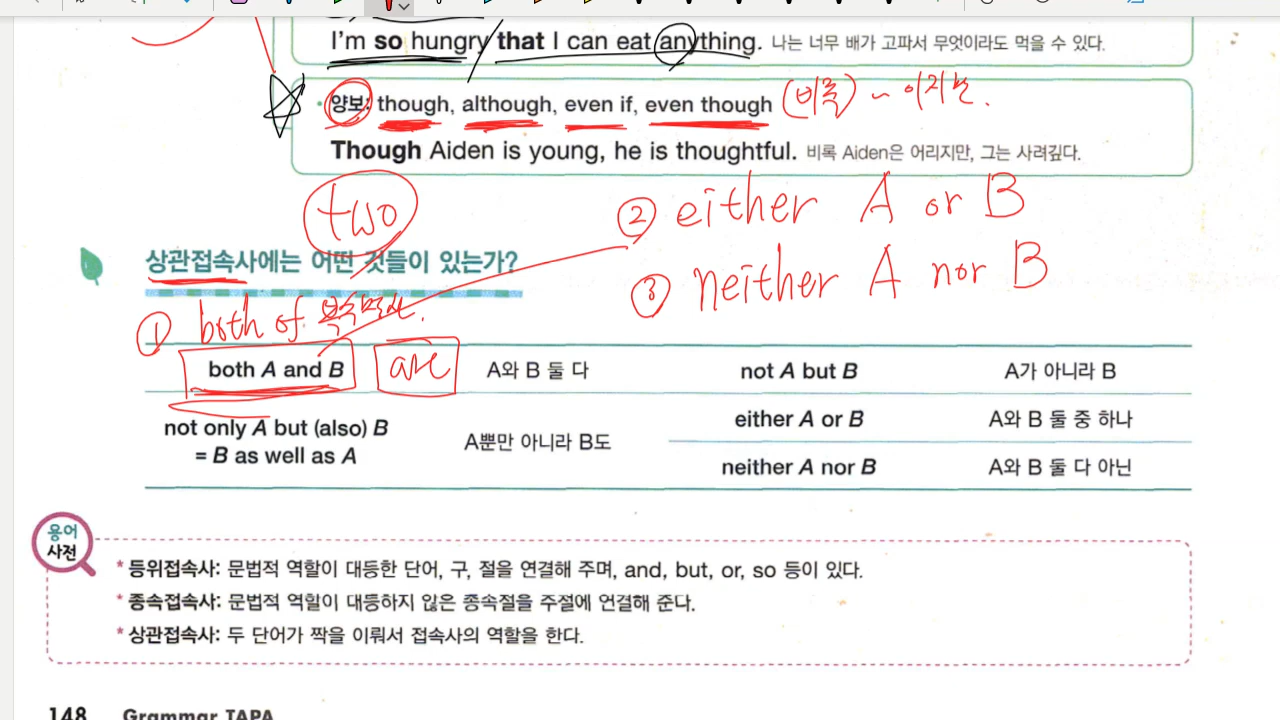 I'm so hungry that I can eat anything. 나는 너무 배가 고파서 무엇이라도 먹을 수 있다.
· 양보: though, although, even if, even though (비록) ~ 이지만.
Though Aiden is young, he is thoughtful. 비록 Aiden은 어리지만, 그는 사려깊다.
two
② either A or B
상관접속사에는 어떤 것들이 있는가?
③ neither A nor B
① both of 복수명사.
both A and B are A와 B 둘 다
not A but B A가 아니라 B
not only A but (also) B
= B as well as A
A뿐만 아니라 B도
either A or B A와 B 둘 중 하나
neither A nor B A와 B 둘 다 아닌
용어
사전
* 등위접속사: 문법적 역할이 대등한 단어, 구, 절을 연결해 주며, and, but, or, so 등이 있다.
* 종속접속사: 문법적 역할이 대등하지 않은 종속절을 주절에 연결해 준다.
* 상관접속사: 두 단어가 짝을 이뤄서 접속사의 역할을 한다.
148 Grammar TAPA